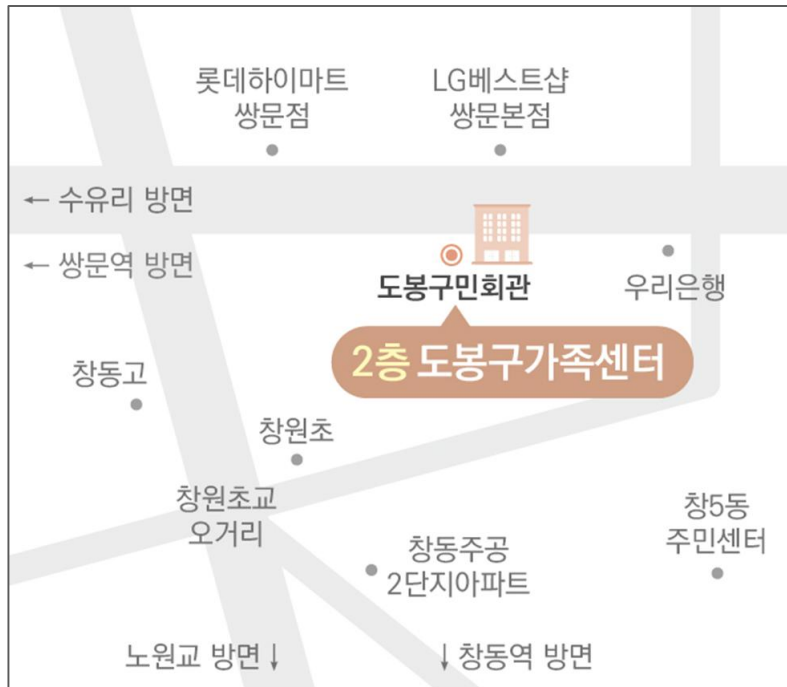 롯데하이마트
쌍문점
LG베스트샵
쌍문본점
← 수유리 방면
← 쌍문역 방면
도봉구민회관
우리은행
2층 도봉구가족센터
창동고
창원초
창원초교
오거리
창5동
주민센터
창동주공
2단지아파트
노원교 방면 ↓
↓ 창동역 방면